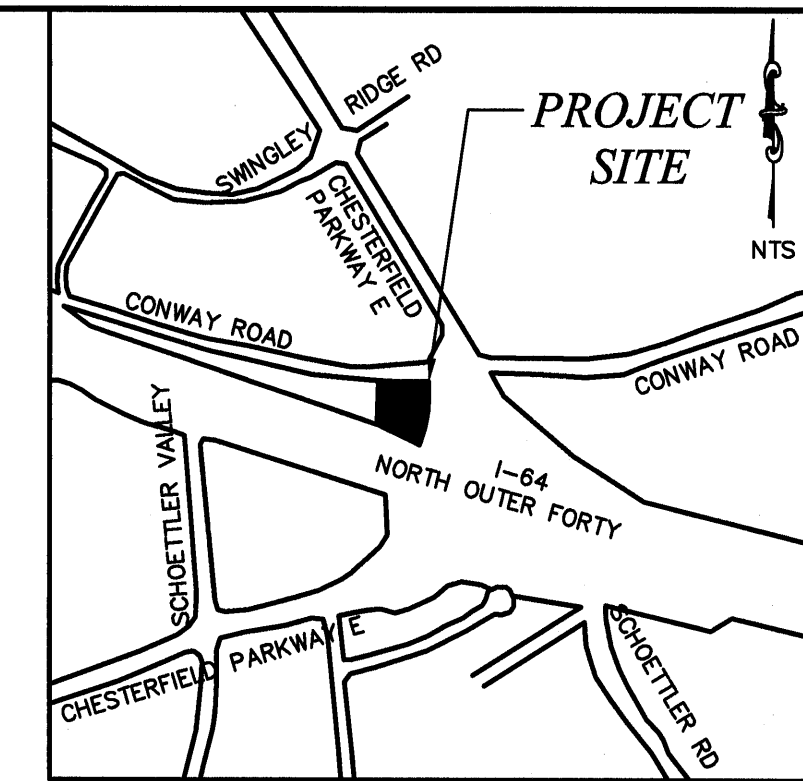 RIDGE RD
SWINGLEY
PROJECT
SITE
NTS
CHESTERFIELD
PARKWAY E
CONWAY ROAD
CONWAY ROAD
SCHOETTLER VALLEY
I-64
NORTH OUTER FORTY
CHESTERFIELD PARKWAY E
SCHOETTLER RD